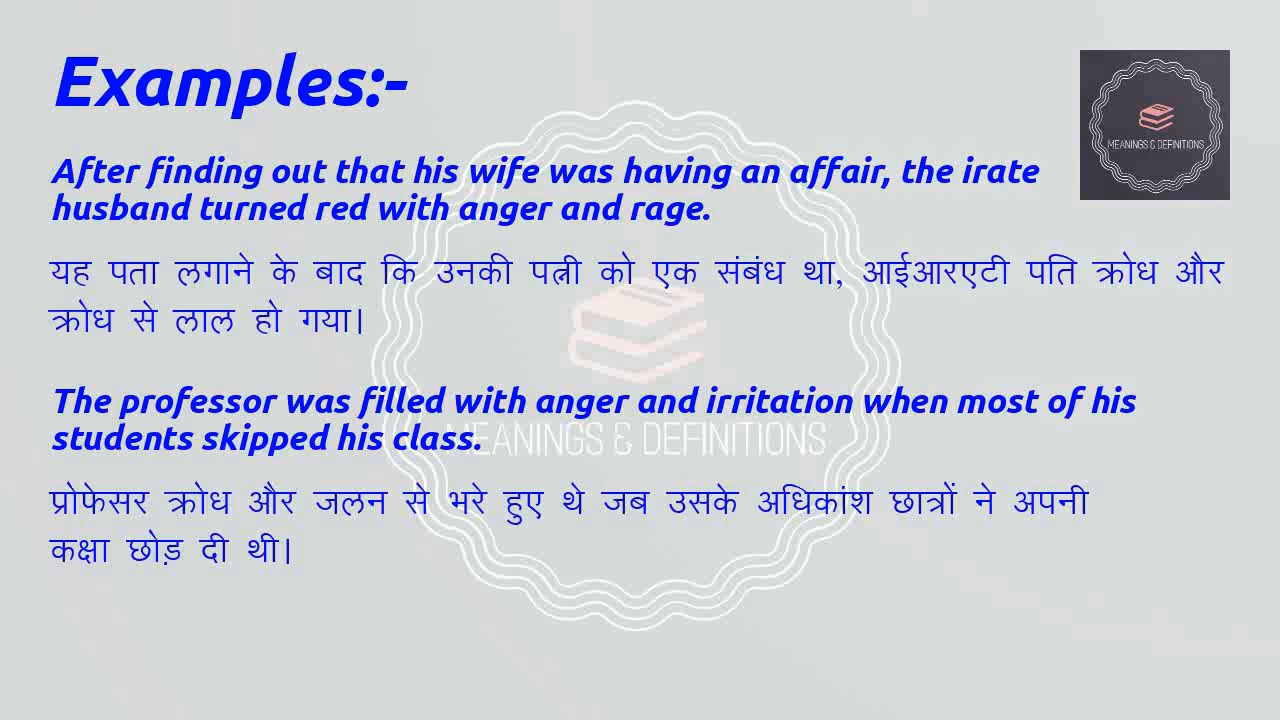 Examples:-
MEANINGS & DEFINITIONS
After finding out that his wife was having an affair, the irate
husband turned red with anger and rage.
यह पता लगाने के बाद कि उनकी पत्नी को एक संबंध था, आईआरएटी पति क्रोध और
क्रोध से लाल हो गया।
The professor was filled with anger and irritation when most of his
students skipped his class.
MEANINGS & DEFINITIONS
प्रोफेसर क्रोध और जलन से भरे हुए थे जब उसके अधिकांश छात्रों ने अपनी
कक्षा छोड़ दी थी।